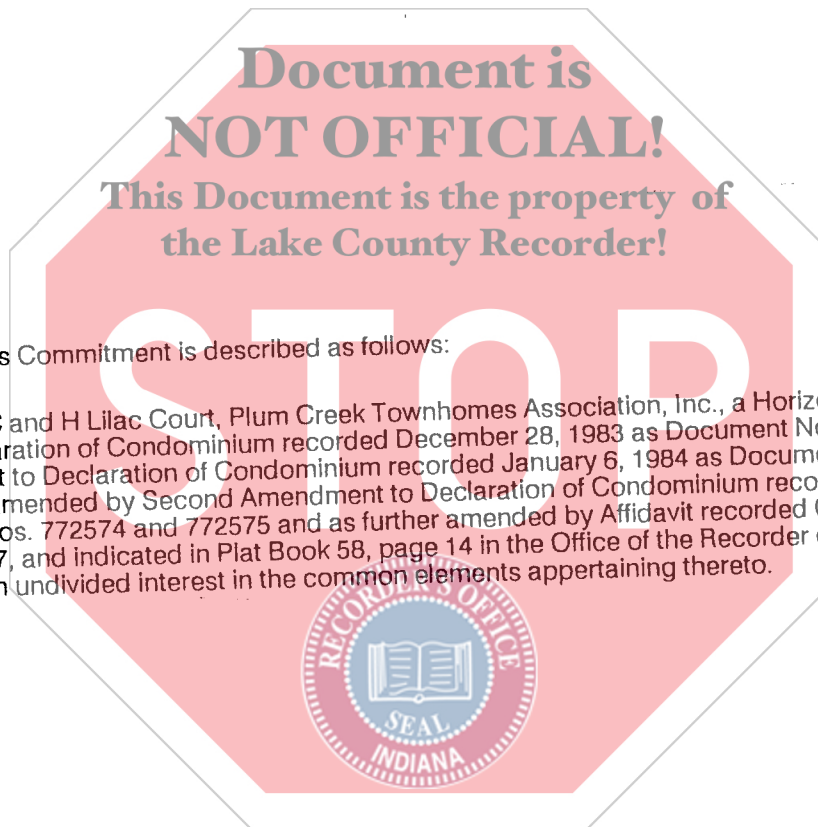 Document is
NOT OFFICIAL!
This Document is the property of
the Lake County Recorder!
STOP
s Commitment is described as follows:
and H Lilac Court, Plum Creek Townhomes Association, Inc., a Horiz
aration of Condominium recorded December 28, 1983 as Document N
t to Declaration of Condominium recorded January 6, 1984 as Docum
mended by Second Amendment to Declaration of Condominium reco
os. 772574 and 772575 and as further amended by Affidavit recorded
7, and indicated in Plat Book 58, page 14 in the Office of the Recorder
n undivided interest in the common elements appertaining thereto.
RECORDER'S OFFICE
SEAL
INDIANA